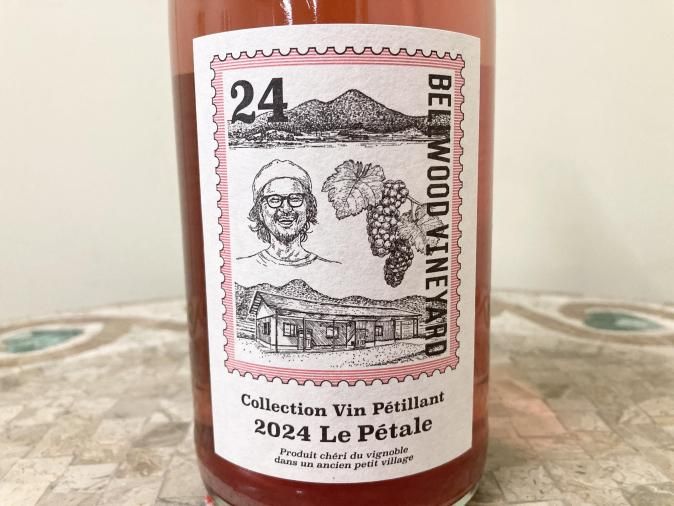 24
BELLWOOD VINEYARD
Collection Vin Pétillant
2024 Le Pétale
Produit chéri du vignoble
dans un ancien petit village